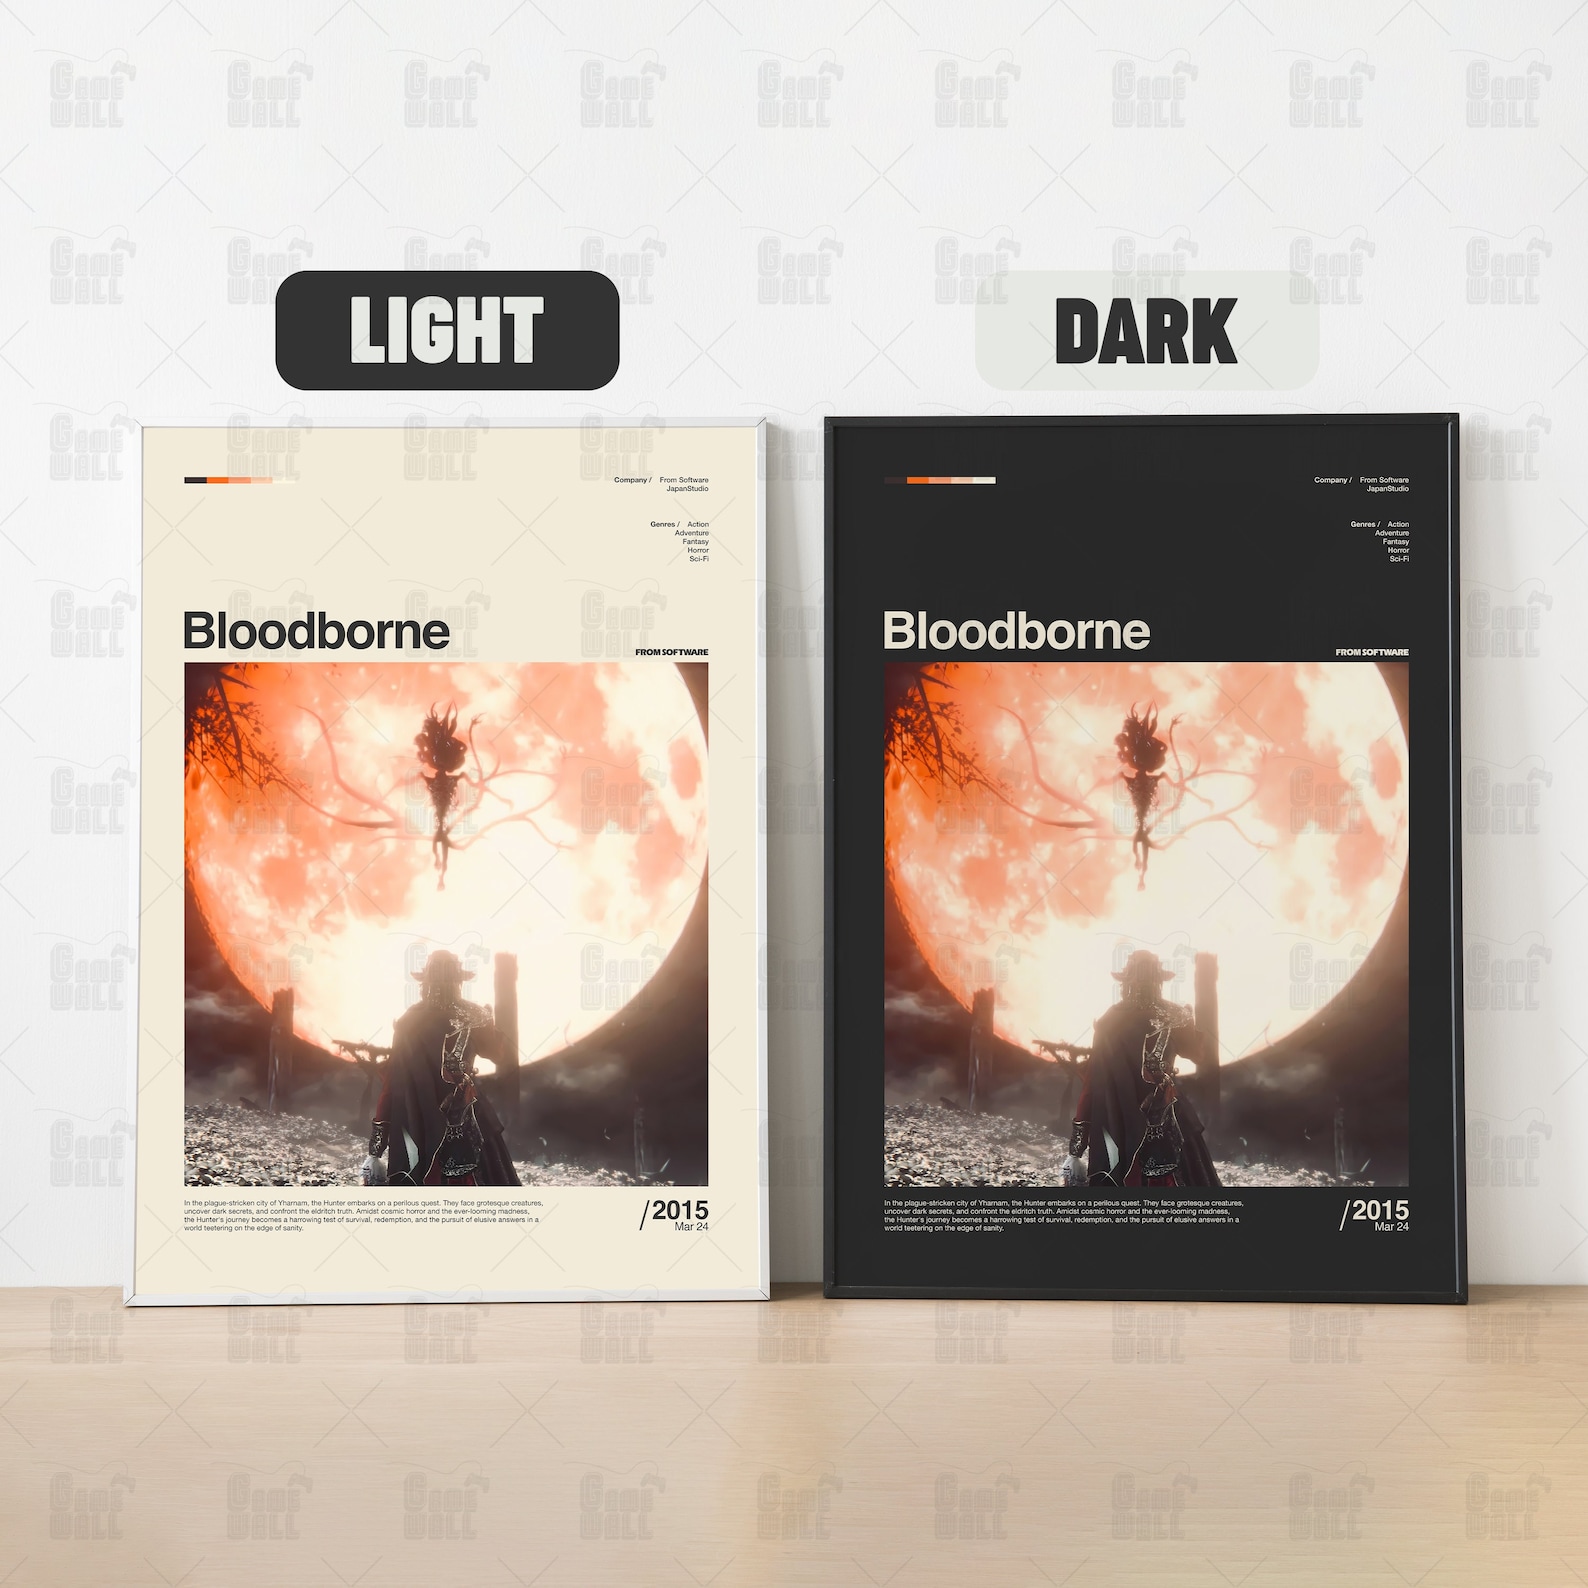 LIGHT
DARK
Company / From Software
JapanStudio
Genres / Action
Adventure
Fantasy
Horror
Sci-Fi
Bloodborne
FROMSOFTWARE
In the plague-stricken city of Yharnam, the Hunter embarks on a perilous quest. They face grotesque creatures,
uncover dark secrets, and confront the eldritch truth. Amidst cosmic horror and the ever-looming madness,
the Hunter's journey becomes a harrowing test of survival, redemption, and the pursuit of elusive answers in a
world teetering on the edge of sanity.
/2015
Mar 24
Company / From Software
JapanStudio
Genres / Action
Adventure
Fantasy
Horror
Sci-Fi
Bloodborne
FROMSOFTWARE
In the plague-stricken city of Yharnam, the Hunter embarks on a perilous quest. They face grotesque creatures,
uncover dark secrets, and confront the eldritch truth. Amidst cosmic horror and the ever-looming madness,
the Hunter's journey becomes a harrowing test of survival, redemption, and the pursuit of elusive answers in a
world teetering on the edge of sanity.
/2015
Mar 24
GAME
WALL